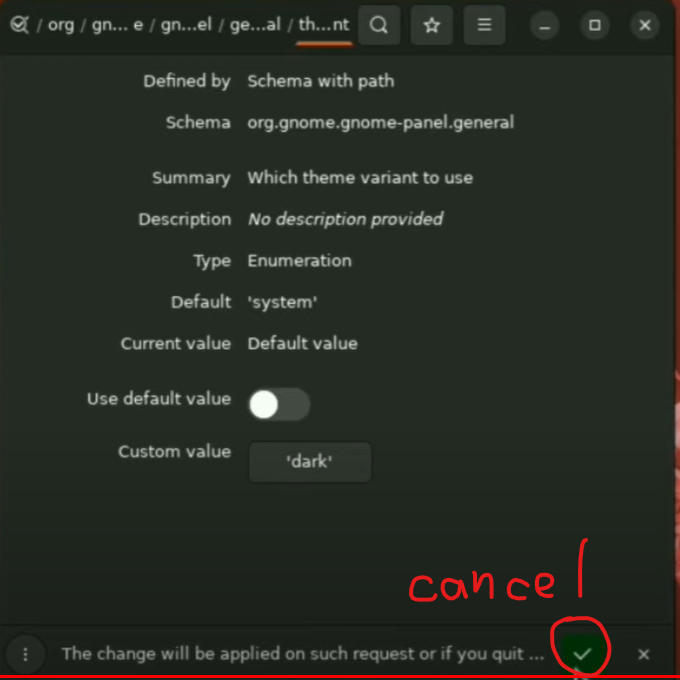 / org / gn... e / gn...el / ge...al / th...nt
Defined by Schema with path
Schema org.gnome.gnome-panel.general
Summary Which theme variant to use
Description No description provided
Type Enumeration
Default 'system'
Current value Default value
Use default value
Custom value 'dark'
cancel
The change will be applied on such request or if you quit ...